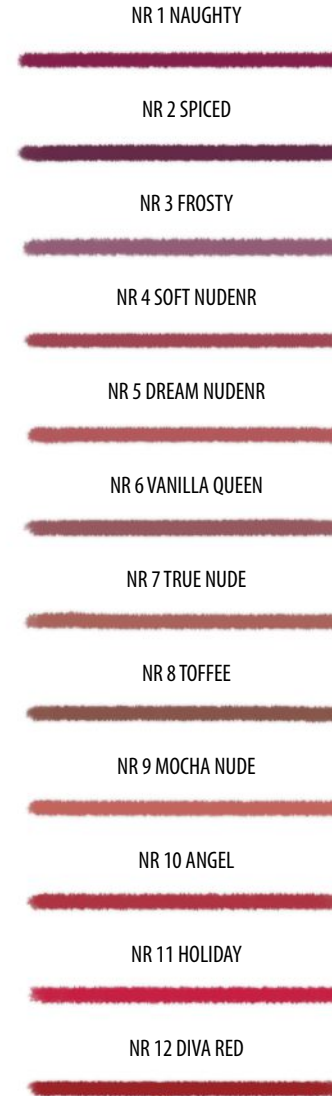 NR 1 NAUGHTY
NR 2 SPICED
NR 3 FROSTY
NR 4 SOFT NUDENR
NR 5 DREAM NUDENR
NR 6 VANILLA QUEEN
NR 7 TRUE NUDE
NR 8 TOFFEE
NR 9 MOCHA NUDE
NR 10 ANGEL
NR 11 HOLIDAY
NR 12 DIVA RED